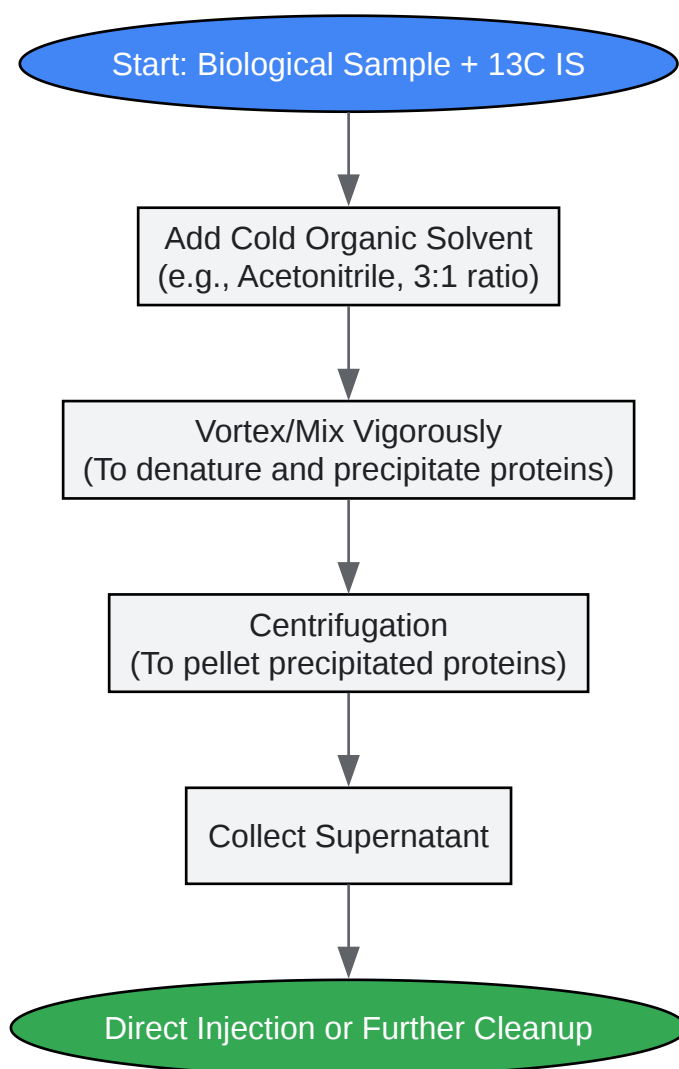 Start: Biological Sample + 13C IS
Add Cold Organic Solvent
(e.g., Acetonitrile, 3:1 ratio)
Vortex/Mix Vigorously
(To denature and precipitate proteins)
Centrifugation
(To pellet precipitated proteins)
Collect Supernatant
Direct Injection or Further Cleanup